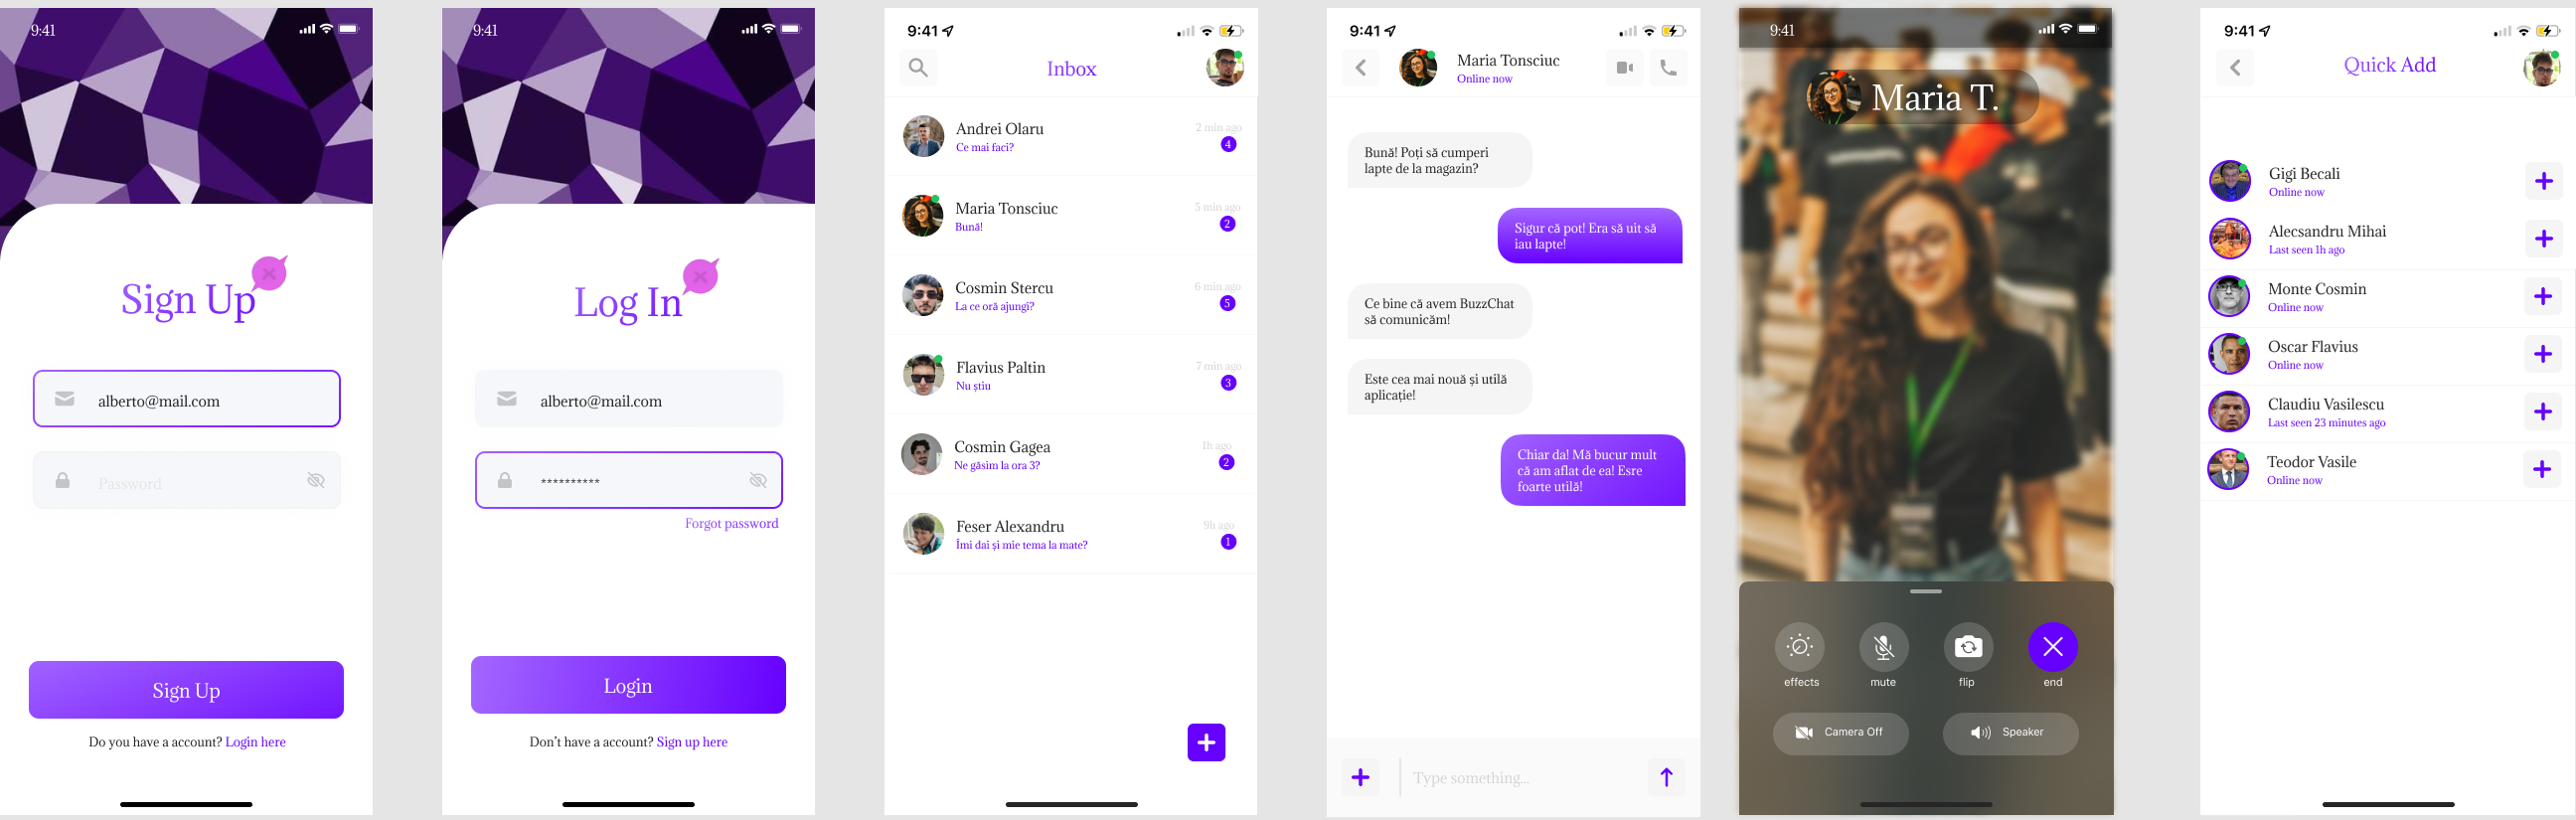 9:41
Sign Up
alberto@mail.com
Password
Sign Up
Do you have a account? Login here
9:41
Log In
alberto@mail.com
**********
Forgot password
Login
Don't have a account? Sign up here
9:41
Inbox
Andrei Olaru
2 min ago
Ce mai faci?
4
Maria Tonsciuc
5 min ago
Bună!
2
Cosmin Stercu
6 min ago
La ce oră ajungi?
5
Flavius Paltin
7 min ago
Nu știu
3
Cosmin Gagea
1h ago
Ne găsim la ora 3?
2
Feser Alexandru
9h ago
Îmi dai și mie tema la mate?
1
9:41
Maria Tonsciuc
Online now
Bună! Poți să cumperi
lapte de la magazin?
Sigur că pot! Era să uit să
iau lapte!
Ce bine că avem BuzzChat
să comunicăm!
Este cea mai nouă și utilă
aplicație!
Chiar da! Mă bucur mult
că am aflat de ea! Esre
foarte utilă!
Type something...
9:41
Maria T.
effects
mute
flip
end
Camera Off
Speaker
9:41
Quick Add
Gigi Becali
Online now
Alecsandru Mihai
Last seen 1h ago
Monte Cosmin
Online now
Oscar Flavius
Online now
Claudiu Vasilescu
Last seen 23 minutes ago
Teodor Vasile
Online now